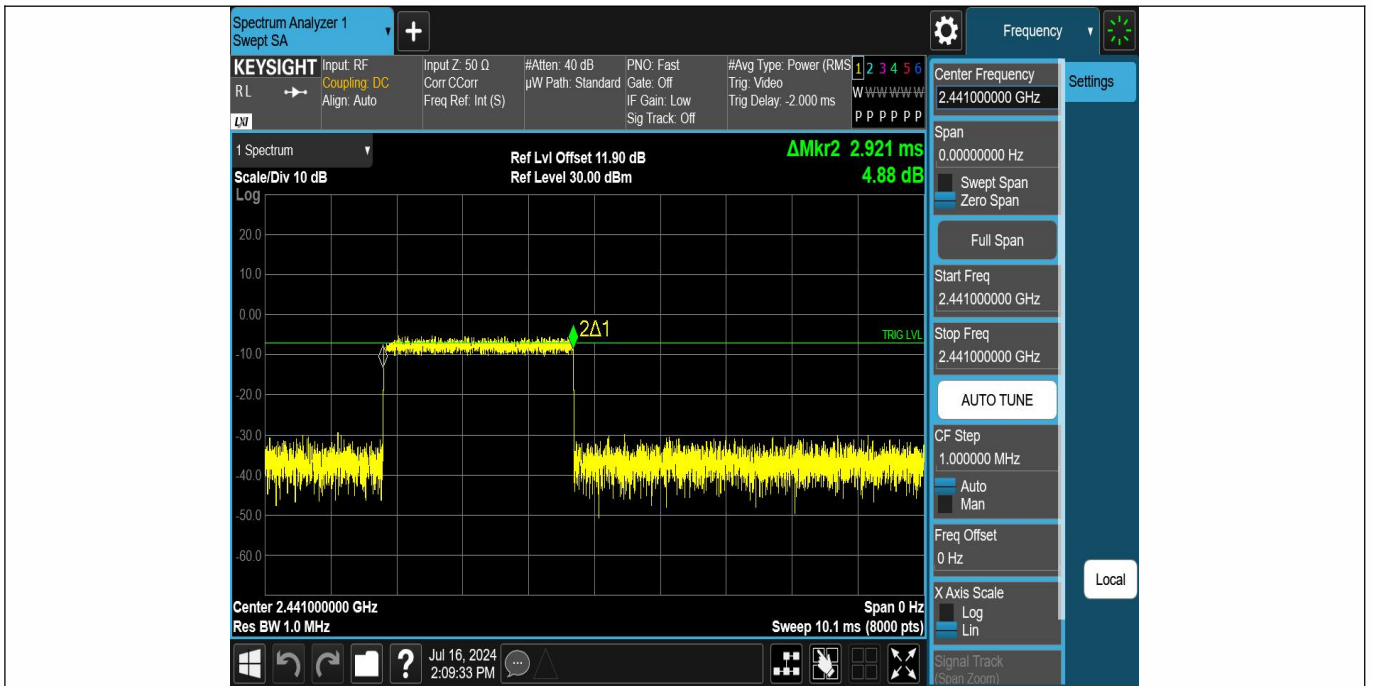 Spectrum Analyzer 1
Swept SA
+
Frequency
KEYSIGHT
RL
LXI
Input: RF
Coupling: DC
Align: Auto
Input Z: 50 Ω
Corr CCorr
Freq Ref: Int (S)
#Atten: 40 dB
µW Path: Standard
PNO: Fast
Gate: Off
IF Gain: Low
Sig Track: Off
#Avg Type: Power (RMS
Trig: Video
Trig Delay: -2.000 ms
1 2 3 4 5 6
W W W W W W
P P P P P P
1 Spectrum
Scale/Div 10 dB
Log
Ref Lvl Offset 11.90 dB
Ref Level 30.00 dBm
ΔMkr2 2.921 ms
4.88 dB
20.0
10.0
0.00
-10.0
-20.0
-30.0
-40.0
-50.0
-60.0
2Δ1
TRIG LVL
Center 2.441000000 GHz
Res BW 1.0 MHz
Span 0 Hz
Sweep 10.1 ms (8000 pts)
Center Frequency
2.441000000 GHz
Settings
Span
0.00000000 Hz
Swept Span
Zero Span
Full Span
Start Freq
2.441000000 GHz
Stop Freq
2.441000000 GHz
AUTO TUNE
CF Step
1.000000 MHz
Auto
Man
Freq Offset
0 Hz
Local
X Axis Scale
Log
Lin
Signal Track
(Span Zoom)
?
Jul 16, 2024
2:09:33 PM